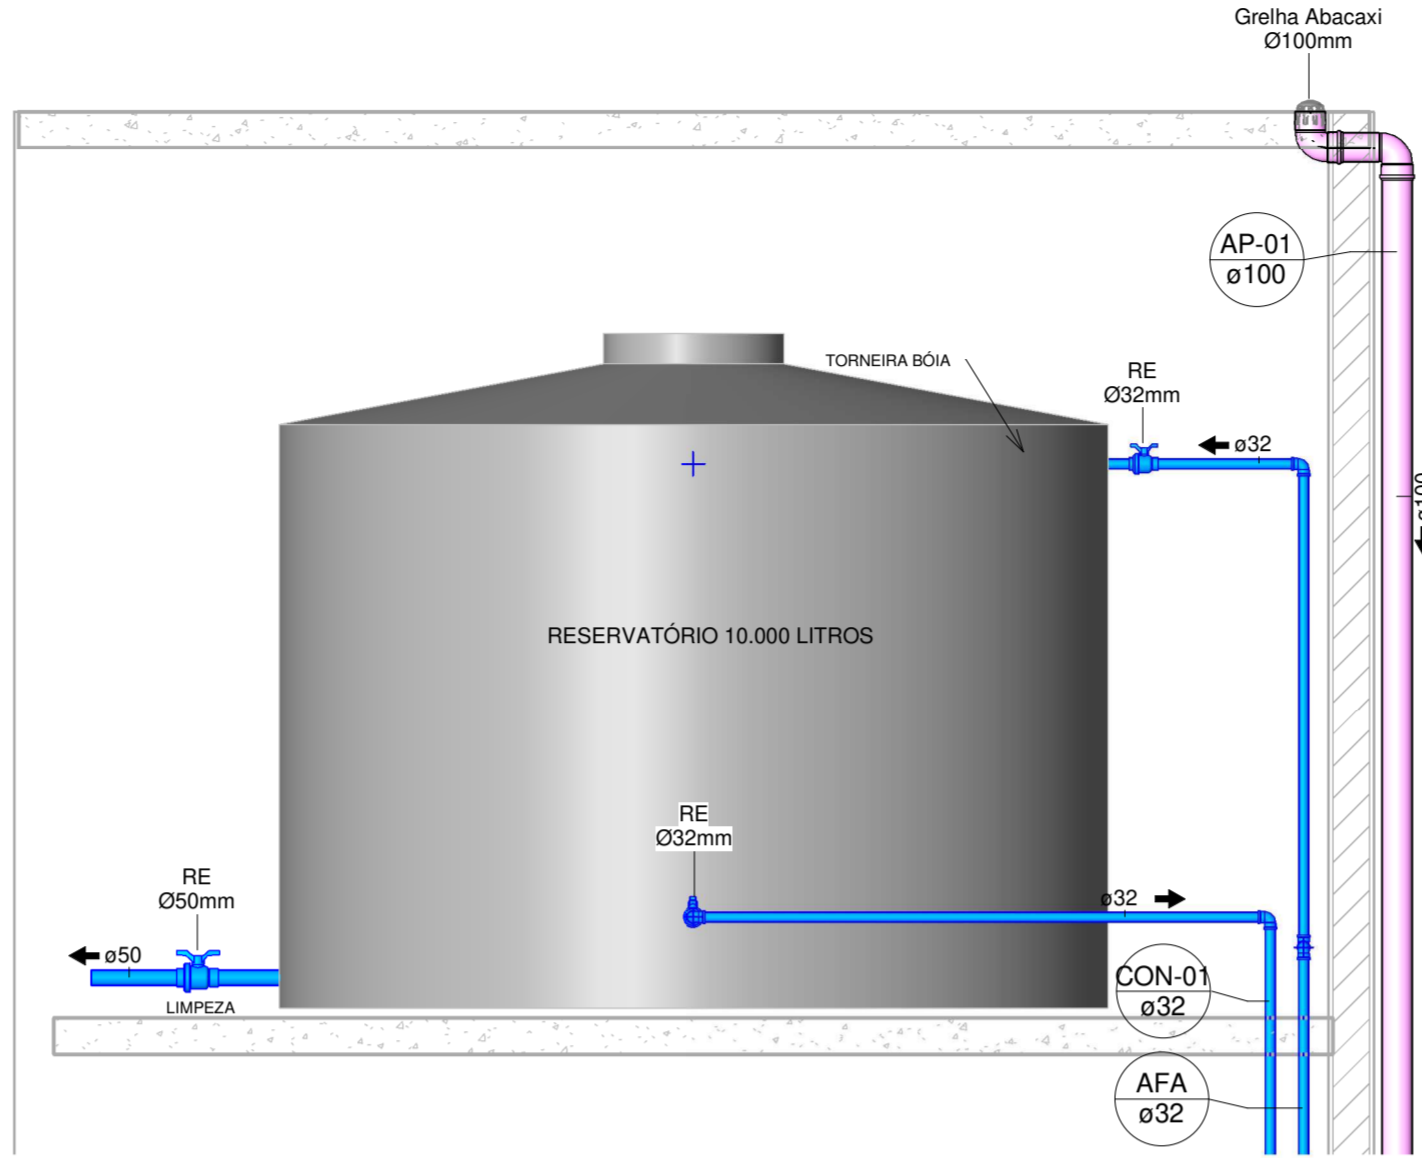 Grelha Abacaxi
Ø100mm
AP-01
ø100
TORNEIRA BÓIA
RE
Ø32mm
ø32
ø100
RESERVATÓRIO 10.000 LITROS
RE
Ø32mm
RE
Ø50mm
ø32
ø50
LIMPEZA
CON-01
ø32
AFA
ø32